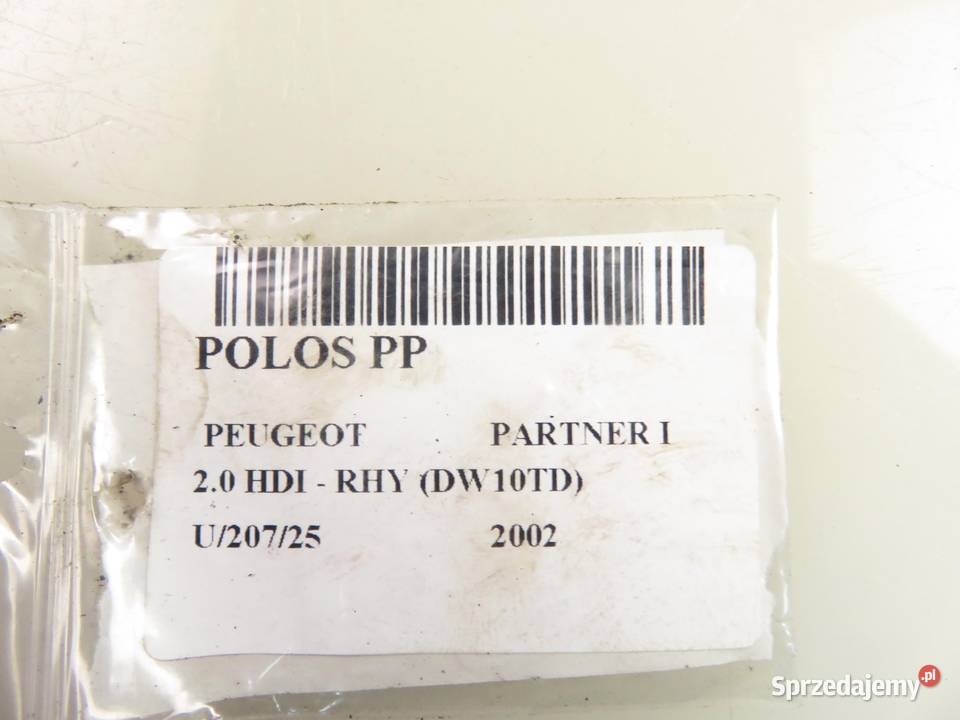 POLOS PP
PEUGEOT PARTNER I
2.0 HDI - RHY (DW10TD)
U/207/25 2002
Sprzedajemy.pl